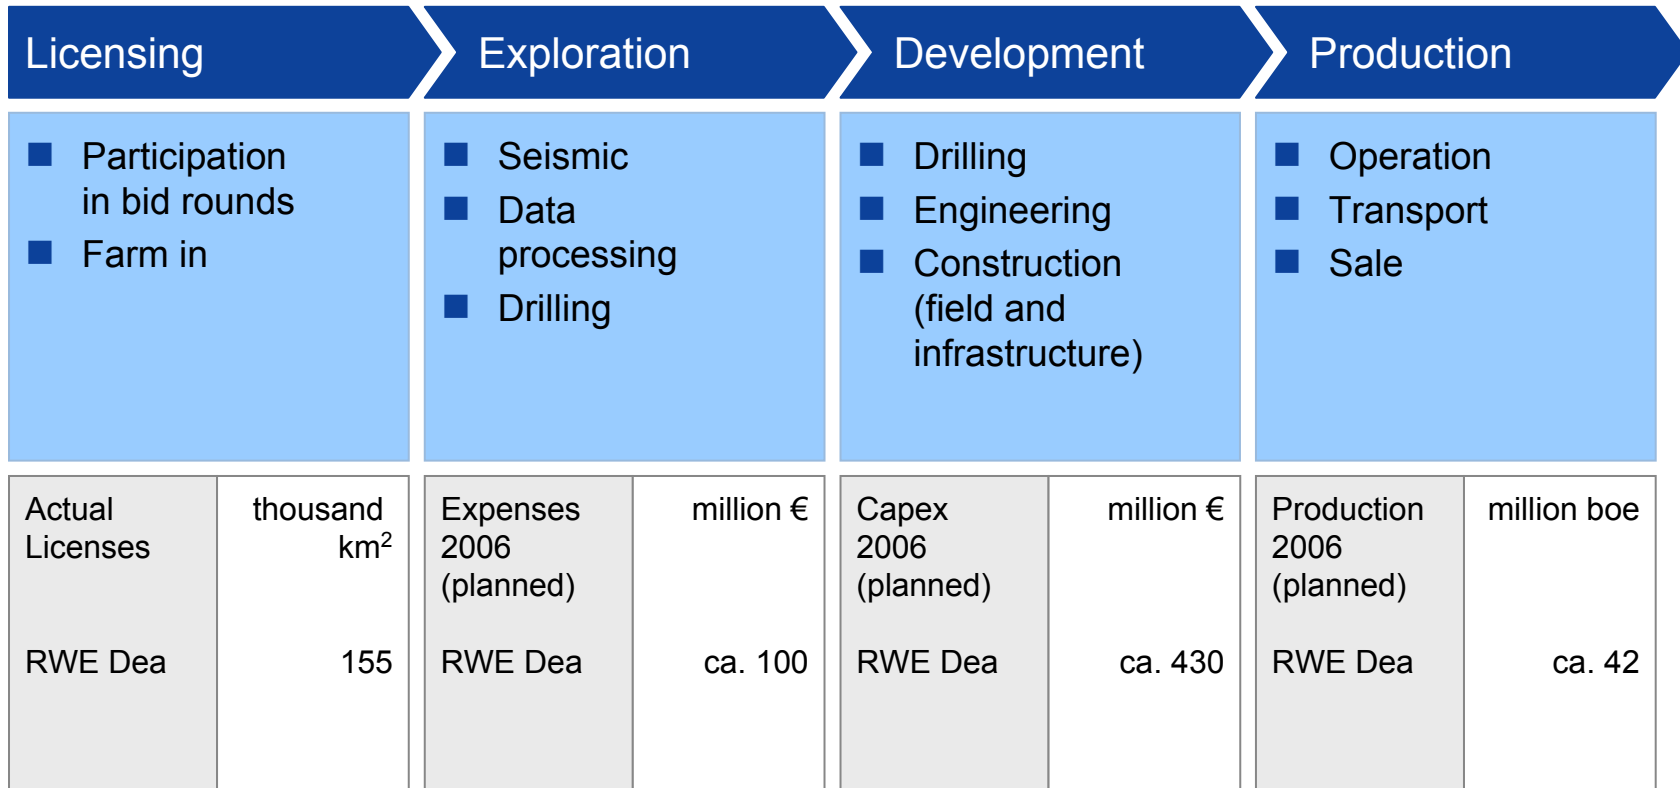 Licensing
Exploration
Development
Production
Participation
in bid rounds
Farm in
Seismic
Data
processing
Drilling
Drilling
Engineering
Construction
(field and
infrastructure)
Operation
Transport
Sale
Actual
Licenses
thousand
km²
RWE Dea
155
Expenses
2006
(planned)
million €
RWE Dea
ca. 100
Capex
2006
(planned)
million €
RWE Dea
ca. 430
Production
2006
(planned)
million boe
RWE Dea
ca. 42